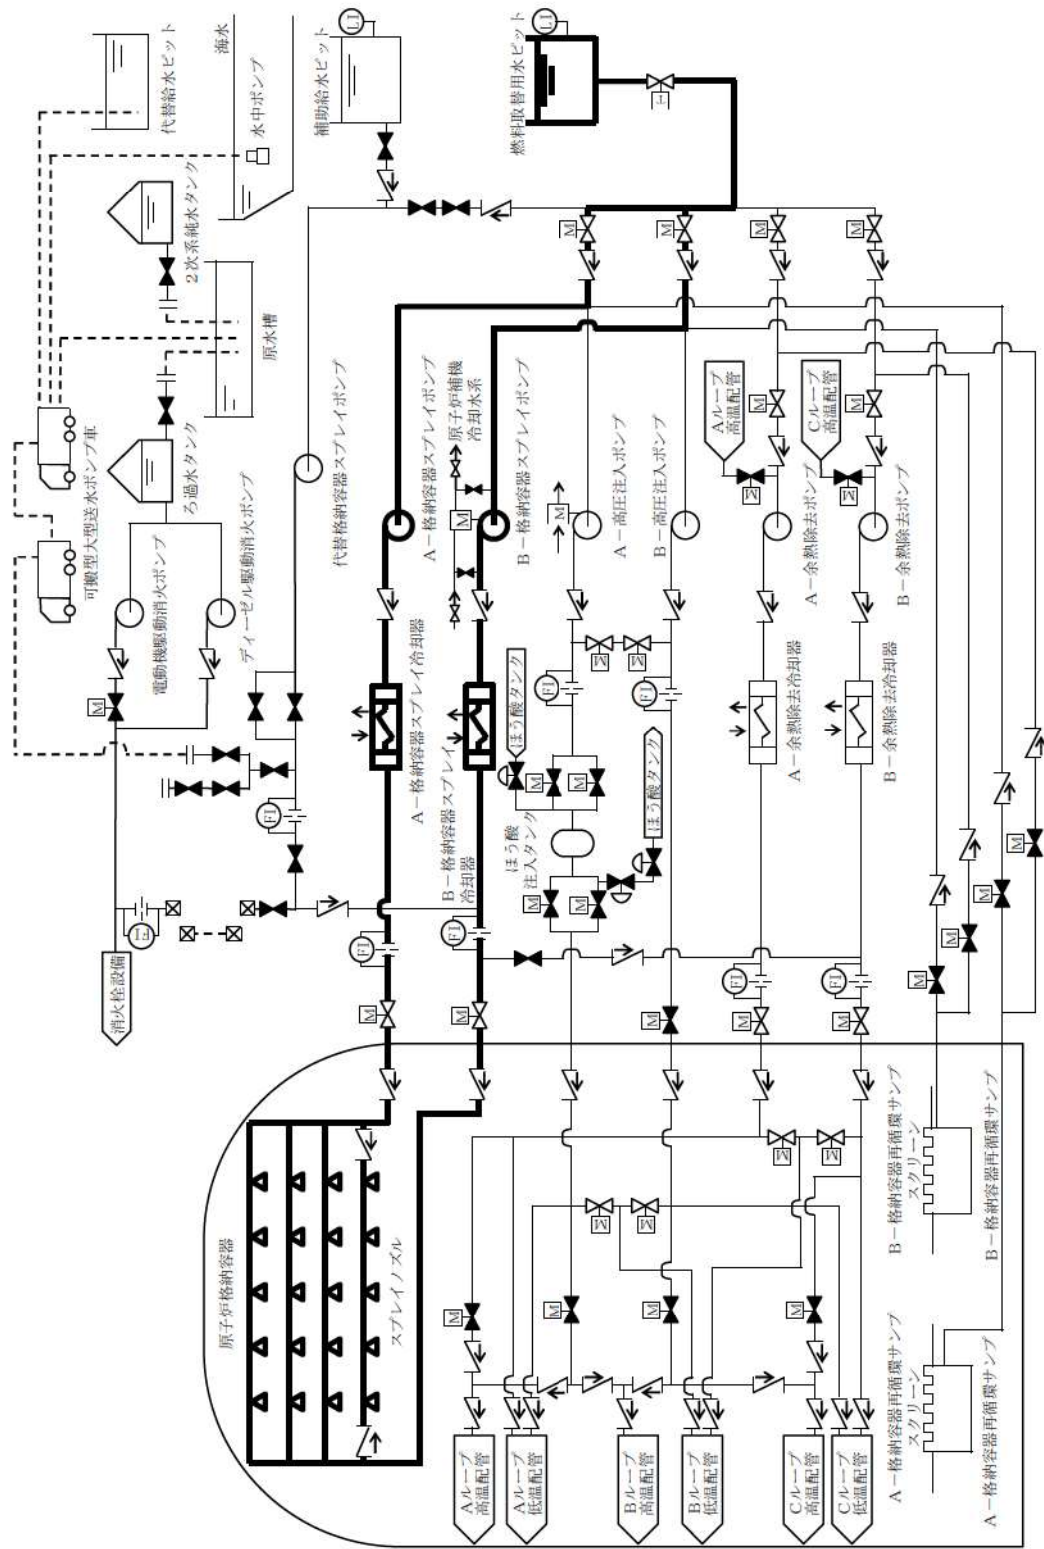 代替給水ピット
海水
水中ポンプ
補助給水ピット
LI
燃料取替用水ピット
LI
2次系純水タンク
原水槽
可搬型大型送水ポンプ車
ろ過水タンク
電動機駆動消火ポンプ
ディーゼル駆動消火ポンプ
代替格納容器スプレイポンプ
A-格納容器スプレイポンプ
原子炉補機
冷却水系
B-格納容器スプレイポンプ
A-高圧注入ポンプ
B-高圧注入ポンプ
Aループ
高温配管
Cループ
高温配管
A-余熱除去ポンプ
B-余熱除去ポンプ
M
M
M
M
M
M
M
M
M
M
M
FI
A-格納容器スプレイ冷却器
B-格納容器スプレイ
冷却器
ほう酸タンク
ほう酸
注入タンク
ほう酸タンク
A-余熱除去冷却器
B-余熱除去冷却器
FI
FI
M
M
M
M
M
M
消火栓設備
FI
FI
FI
FI
FI
M
M
M
M
M
M
M
M
M
原子炉格納容器
スプレイノズル
M
M
M
M
M
M
M
M
Aループ
高温配管
Aループ
低温配管
Bループ
高温配管
Bループ
低温配管
Cループ
高温配管
Cループ
低温配管
B-格納容器再循環サンプ
スクリーン
B-格納容器再循環サンプ
A-格納容器再循環サンプ
スクリーン
A-格納容器再循環サンプ